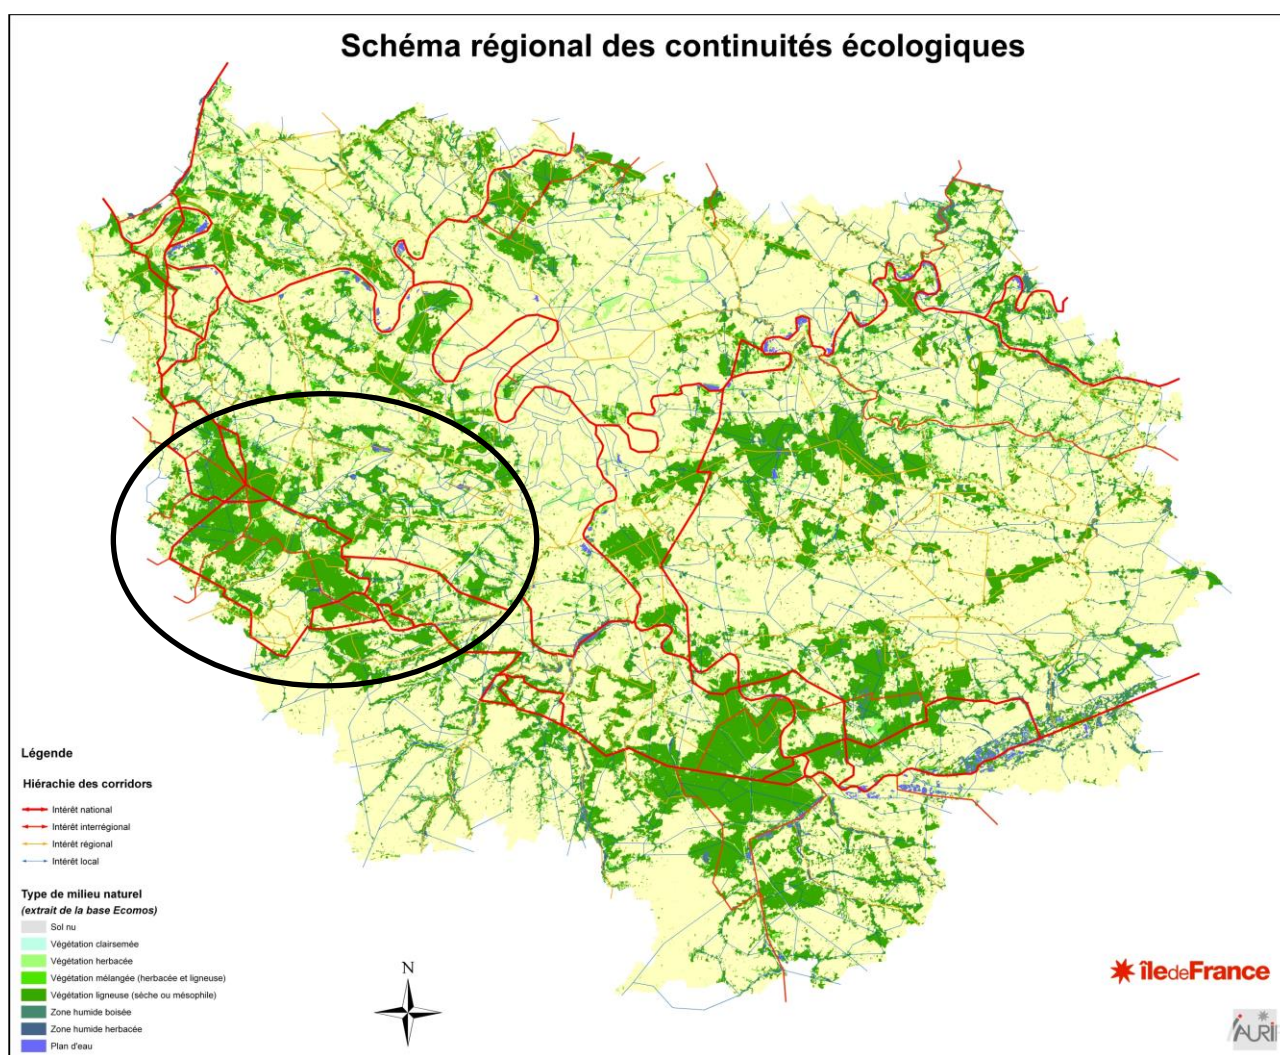 Schéma régional des continuités écologiques
Légende
Hiérachie des corridors
Intérêt national
Intérêt interrégional
Intérêt régional
Intérêt local
Type de milieu naturel
(extrait de la base Ecomos)
Sol nu
Végétation clairsemée
Végétation herbacée
Végétation mélangée (herbacée et ligneuse)
Végétation ligneuse (sèche ou mésophile)
Zone humide boisée
Zone humide herbacée
Plan d'eau
N
îledeFrance
IAURIF